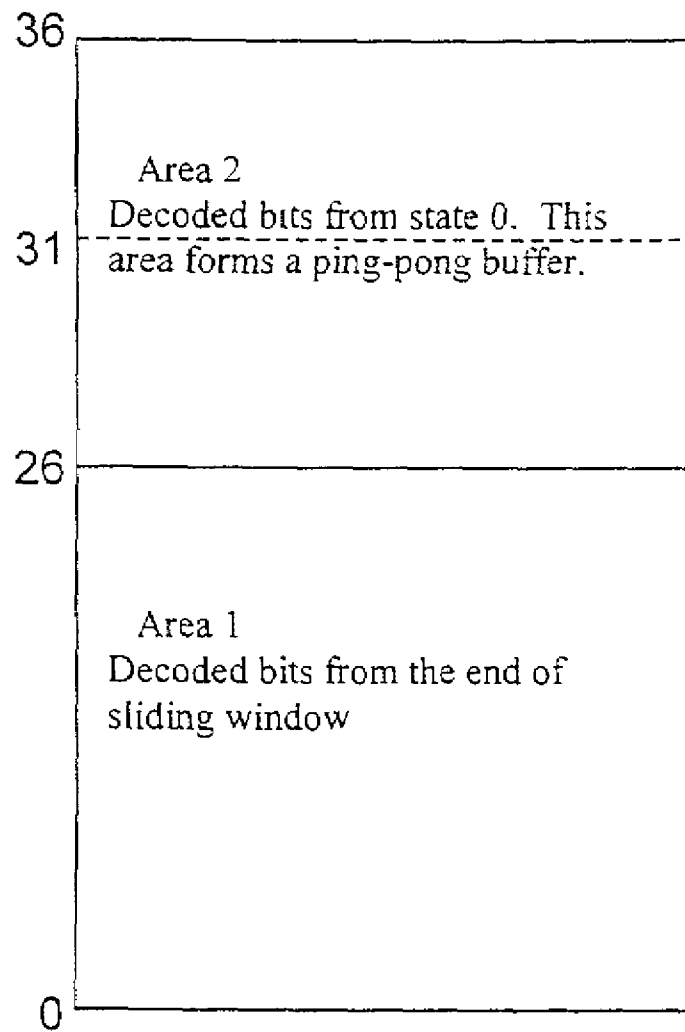 36
Area 2
Decoded bits from state 0. This
31
area forms a ping-pong buffer.
26
Area 1
Decoded bits from the end of
sliding window
0